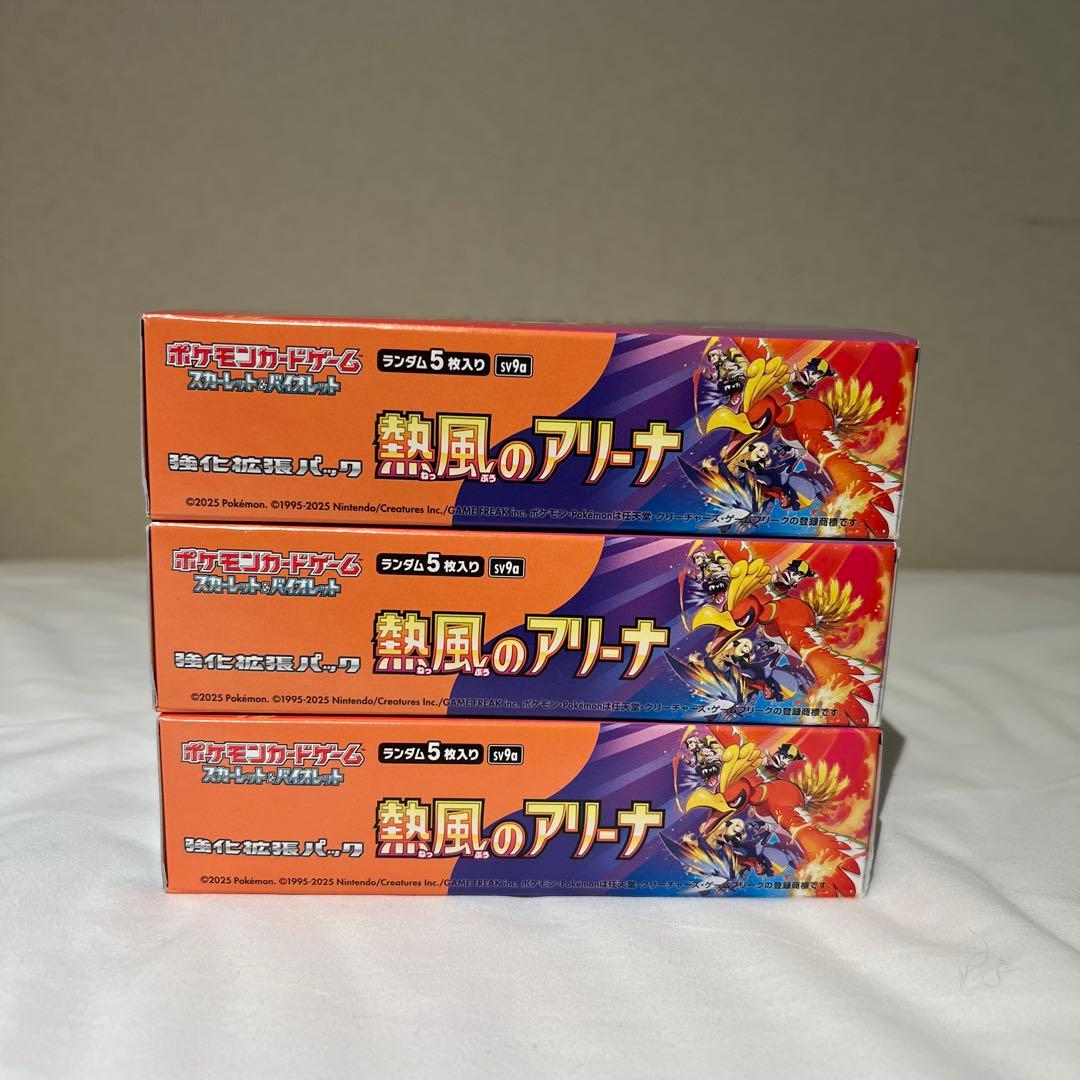 ポケモンカードゲーム
スカーレット&バイオレット
ランダム5枚入り sv9a
強化拡張パック
熱風のアリーナ
ねっ ぷう
©2025 Pokémon. ©1995-2025 Nintendo/Creatures Inc./GAME FREAK inc. ポケモン・Pokémonは任天堂・クリーチャーズ・ゲームフリークの登録商標です。
ポケモンカードゲーム
スカーレット&バイオレット
ランダム5枚入り sv9a
強化拡張パック
熱風のアリーナ
ねっ ぷう
©2025 Pokémon. ©1995-2025 Nintendo/Creatures Inc./GAME FREAK inc. ポケモン・Pokémonは任天堂・クリーチャーズ・ゲームフリークの登録商標です。
ポケモンカードゲーム
スカーレット&バイオレット
ランダム5枚入り sv9a
強化拡張パック
熱風のアリーナ
ねっ ぷう
©2025 Pokémon. ©1995-2025 Nintendo/Creatures Inc./GAME FREAK inc. ポケモン・Pokémonは任天堂・クリーチャーズ・ゲームフリークの登録商標です。